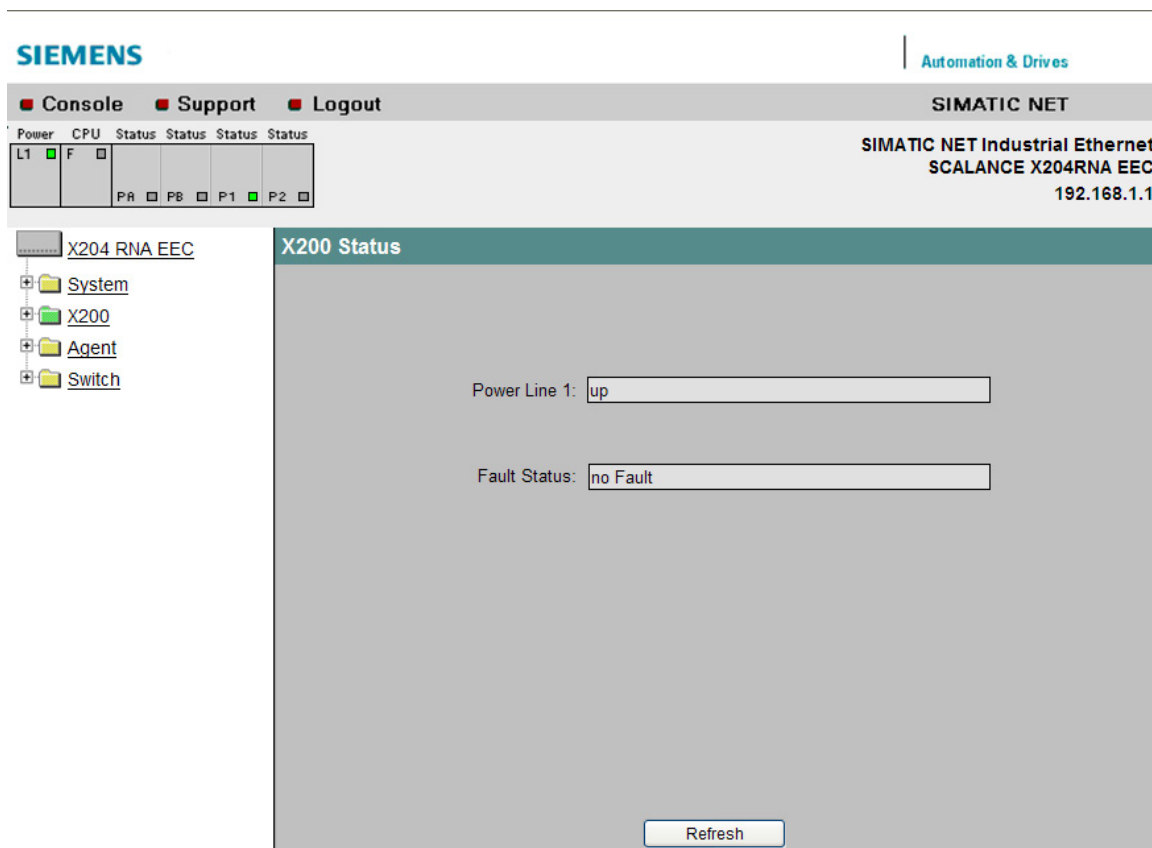 SIEMENS
Automation & Drives
Console Support Logout
SIMATIC NET
Power CPU Status Status Status Status
L1 F
PA PB P1 P2
SIMATIC NET Industrial Ethernet
SCALANCE X204RNA EEC
192.168.1.1
X204 RNA EEC
System
X200
Agent
Switch
X200 Status
Power Line 1: up
Fault Status: no Fault
Refresh